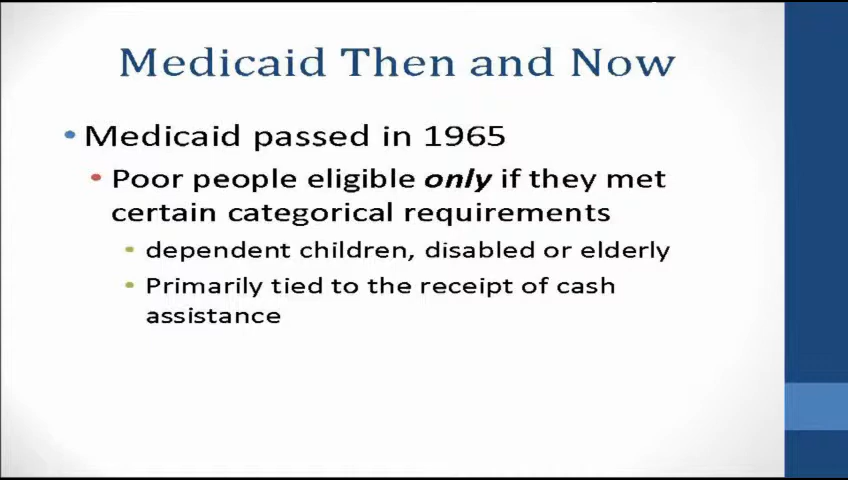 Medicaid Then and Now
• Medicaid passed in 1965
• Poor people eligible only if they met
certain categorical requirements
• dependent children, disabled or elderly
• Primarily tied to the receipt of cash
assistance